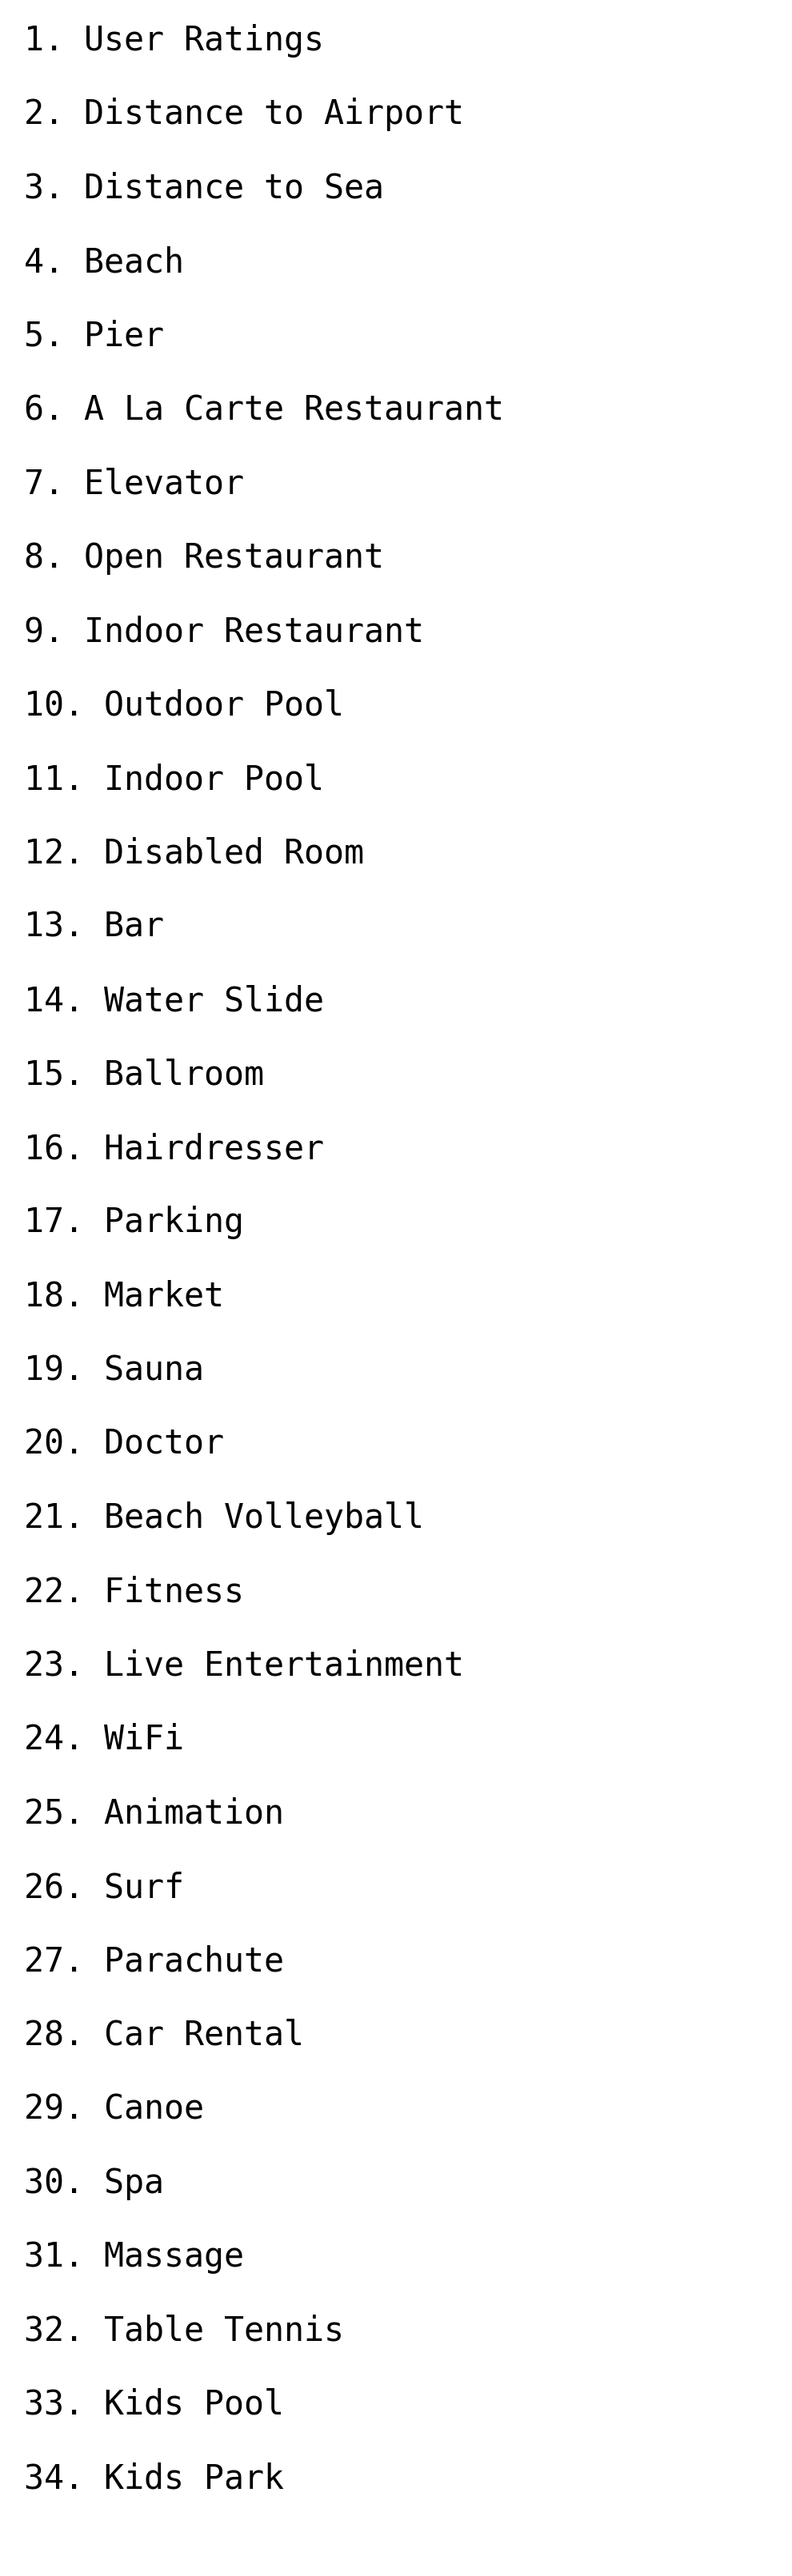 1. User Ratings
2. Distance to Airport
3. Distance to Sea
4. Beach
5. Pier
6. A La Carte Restaurant
7. Elevator
8. Open Restaurant
9. Indoor Restaurant
10. Outdoor Pool
11. Indoor Pool
12. Disabled Room
13. Bar
14. Water Slide
15. Ballroom
16. Hairdresser
17. Parking
18. Market
19. Sauna
20. Doctor
21. Beach Volleyball
22. Fitness
23. Live Entertainment
24. WiFi
25. Animation
26. Surf
27. Parachute
28. Car Rental
29. Canoe
30. Spa
31. Massage
32. Table Tennis
33. Kids Pool
34. Kids Park